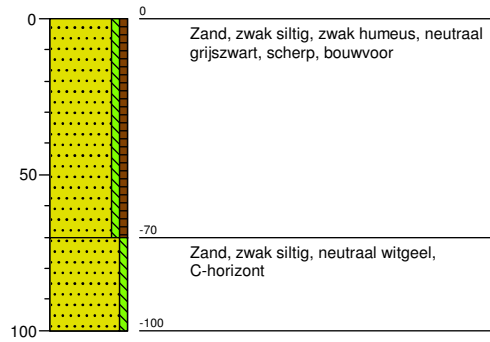 0
0
Zand, zwak siltig, zwak humeus, neutraal
grijszwart, scherp, bouwvoor
50
-70
Zand, zwak siltig, neutraal witgeel,
C-horizont
100
-100